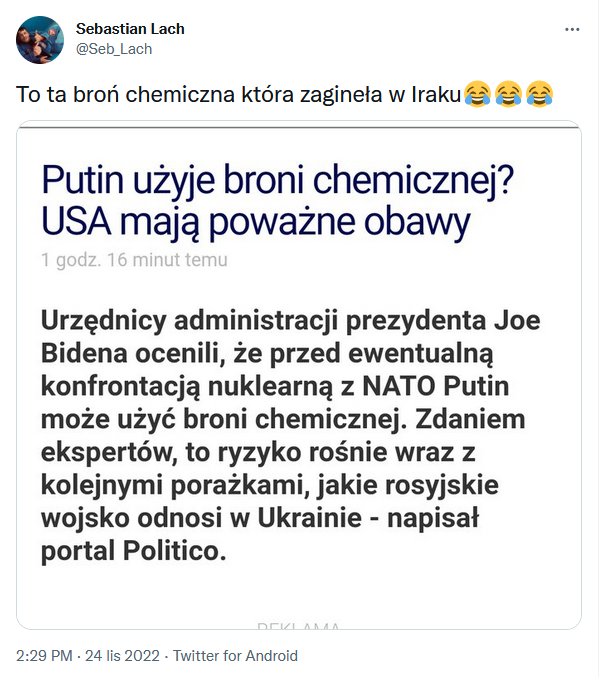 Sebastian Lach
@Seb_Lach
To ta broń chemiczna która zagineła w Iraku😂😂😂
Putin użyje broni chemicznej?
USA mają poważne obawy
1 godz. 16 minut temu
Urzędnicy administracji prezydenta Joe
Bidena ocenili, że przed ewentualną
konfrontacją nuklearną z NATO Putin
może użyć broni chemicznej. Zdaniem
ekspertów, to ryzyko rośnie wraz z
kolejnymi porażkami, jakie rosyjskie
wojsko odnosi w Ukrainie - napisał
portal Politico.
REKLAMA
2:29 PM · 24 lis 2022 · Twitter for Android